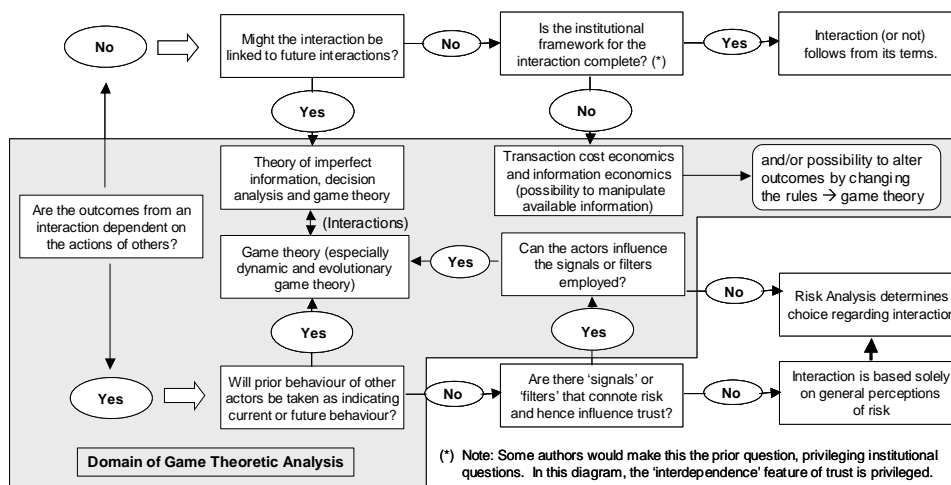 No
Might the interaction be
linked to future interactions?
No
Is the institutional
framework for the
interaction complete? (*)
Yes
Interaction (or not)
follows from its terms.
Yes
No
Theory of imperfect
information, decision
analysis and game theory
Transaction cost economics
and information economics
(possibility to manipulate
available information)
and/or possibility to alter
outcomes by changing
the rules → game theory
Are the outcomes from an
interaction dependent on
the actions of others?
(Interactions)
Game theory (especially
dynamic and evolutionary
game theory)
Yes
Can the actors influence
the signals or filters
employed?
No
Risk Analysis determines
choice regarding interaction
Yes
Yes
Yes
Will prior behaviour of other
actors be taken as indicating
current or future behaviour?
No
Are there ‘signals’ or
‘filters’ that connote risk
and hence influence trust?
No
Interaction is based solely
on general perceptions
of risk
Domain of Game Theoretic Analysis
(*) Note: Some authors would make this the prior question, privileging institutional
questions. In this diagram, the ‘interdependence’ feature of trust is privileged.